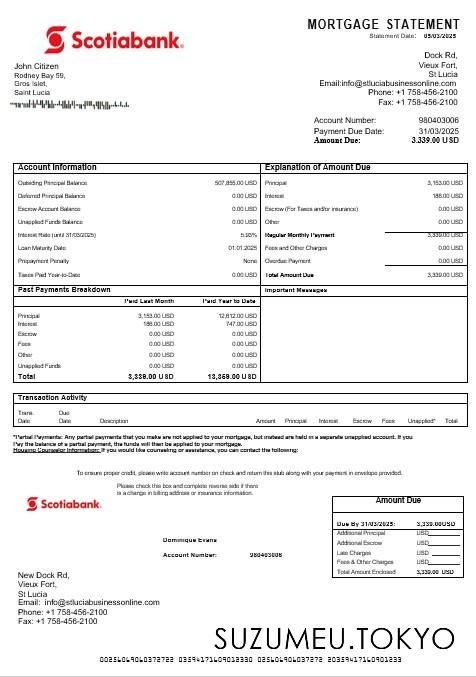 Scotiabank
MORTGAGE STATEMENT
Statement Date: 05/03/2025
John Citizen
Rodney Bay 59,
Gros Islet,
Saint Lucia
Dock Rd,
Vieux Fort,
St Lucia
Email:info@stluciabusinessonline.com
Phone: +1 758-456-2100
Fax: +1 758-456-2100
Account Number: 980403006
Payment Due Date: 31/03/2025
Amount Due: 3,339.00 USD
Account Information
Outsiding Principal Balance 507,855.00 USD
Deferred Principal Balance 0.00 USD
Escrow Account Balance 0.00 USD
Unapplied Funds Balance 0.00 USD
Interest Rate (until 31/03/2025) 5.93%
Loan Maturity Date 01.01.2025
Prepayment Penalty None
Taxes Paid Year-to-Date 0.00 USD
Explanation of Amount Due
Principal 3,153.00 USD
Interest 186.00 USD
Escrow (For Taxes and/or insurance) 0.00 USD
Other 0.00 USD
Regular Monthly Payment 3,339.00 USD
Fees and Other Charges 0.00 USD
Overdue Payment 0.00 USD
Total Amount Due 3,339.00 USD
Past Payments Breakdown
Paid Last Month Paid Year to Date
Principal 3,153.00 USD 12,612.00 USD
Interest 186.00 USD 747.00 USD
Escrow 0.00 USD 0.00 USD
Fees 0.00 USD 0.00 USD
Other 0.00 USD 0.00 USD
Unapplied Funds 0.00 USD 0.00 USD
Total 3,339.00 USD 13,359.00 USD
Important Messages
Transaction Activity
Trans. Date Due Date Description Amount Principal Interest Escrow Fees Unapplied* Total
*Partial Payments: Any partial payments that you make are not applied to your mortgage, but instead are held in a separate unapplied account. If you
Pay the balance of a partial payment, the funds will then be applied to your mortgage.
Housing Counselor Information: If you would like counseling or assistance, you can contact the following:
To ensure proper credit, please write account number on check and return this stub along with your payment in envelope provided.
Please check this box and complete reverse side if there
is a change in billing address or insurance information.
Scotiabank
Dominique Evans
Account Number: 980403006
Amount Due
Due By 31/03/2025: 3,339.00USD
Additional Principal USD
Additional Escrow USD
Late Charges USD
Fees & Other Charges USD
Total Amount Enclosed 3,339.00 USD
New Dock Rd,
Vieux Fort,
St Lucia
Email: info@stluciabusinessonline.com
Phone: +1 758-456-2100
Fax: +1 758-456-2100
SUZUMEU.TOKYO